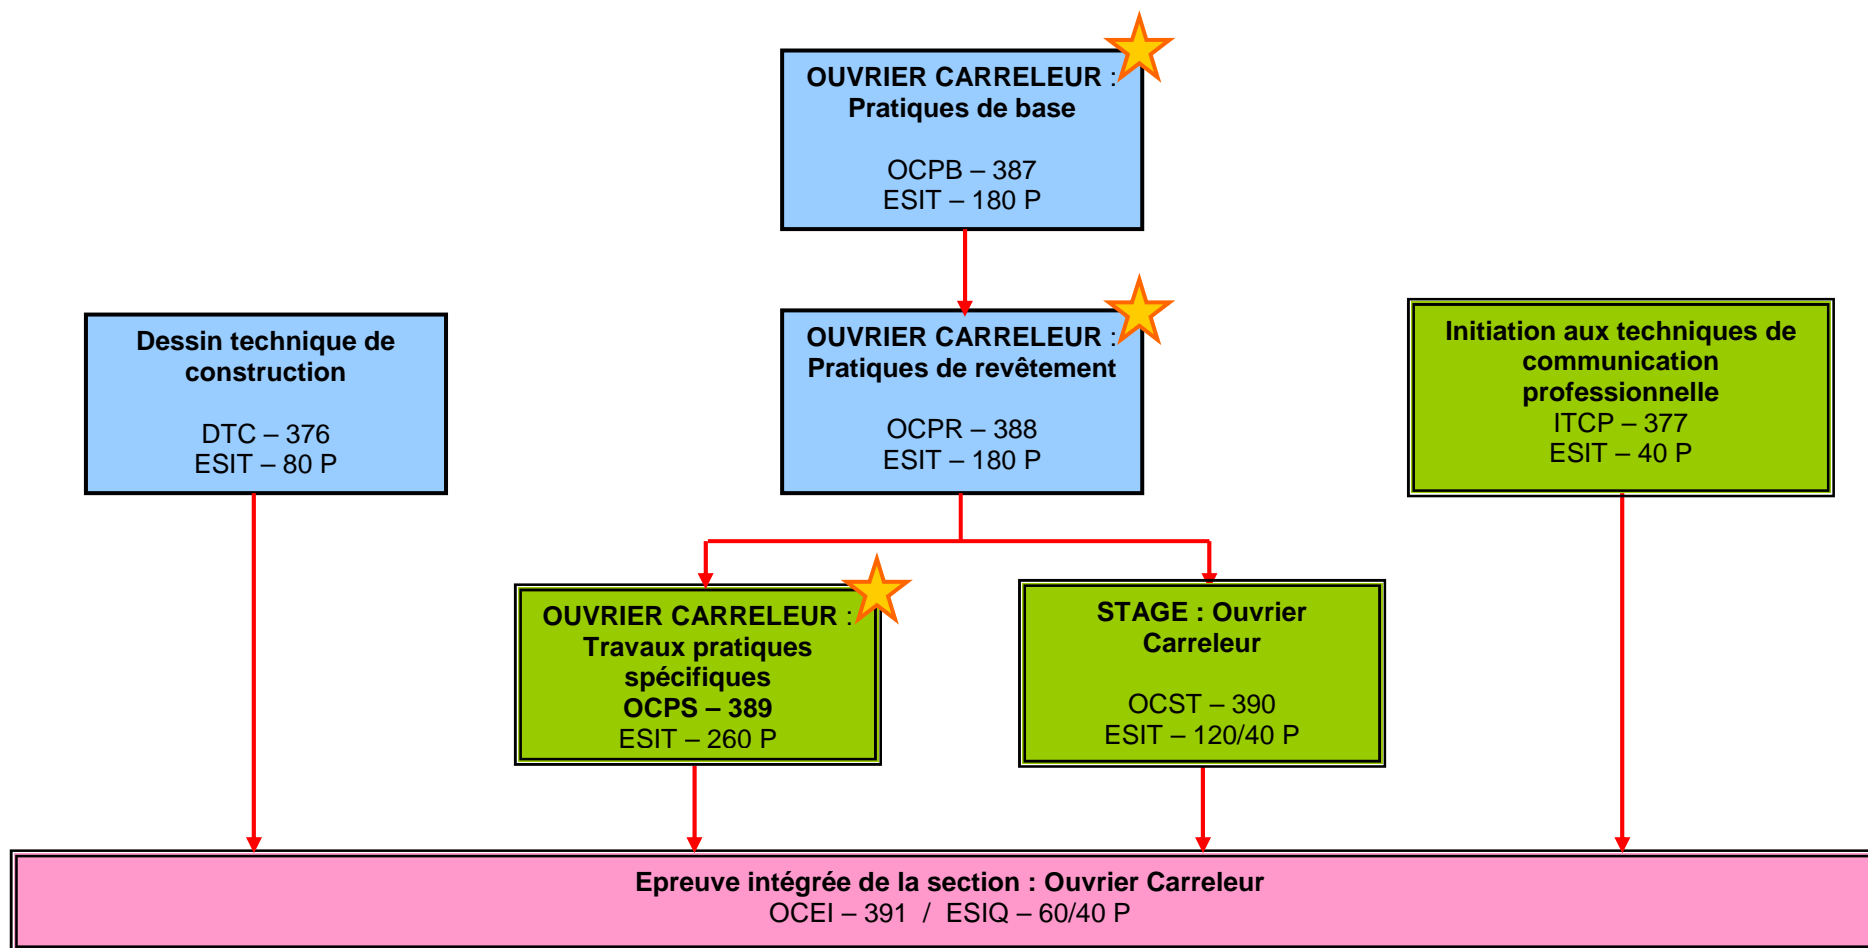 OUVRIER CARRELEUR :
Pratiques de base
OCPB – 387
ESIT – 180 P
Dessin technique de
construction
DTC – 376
ESIT – 80 P
OUVRIER CARRELEUR :
Pratiques de revêtement
OCPR – 388
ESIT – 180 P
Initiation aux techniques de
communication
professionnelle
ITCP – 377
ESIT – 40 P
OUVRIER CARRELEUR :
Travaux pratiques
spécifiques
OCPS – 389
ESIT – 260 P
STAGE : Ouvrier
Carreleur
OCST – 390
ESIT – 120/40 P
Epreuve intégrée de la section : Ouvrier Carreleur
OCEI – 391 / ESIQ – 60/40 P